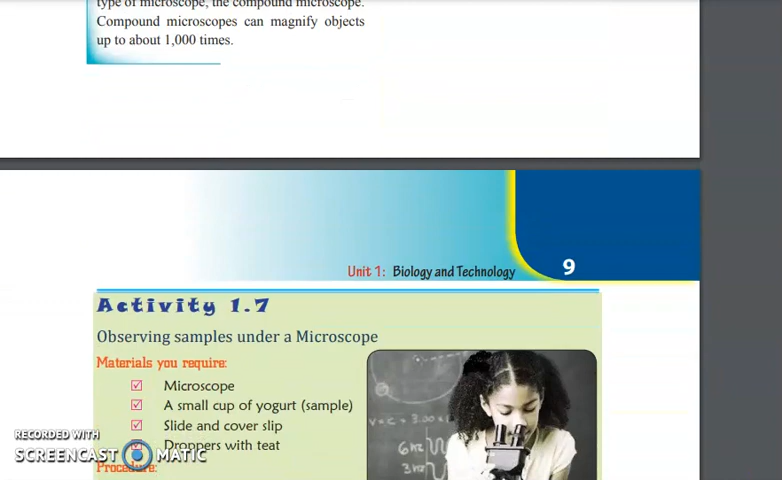 type of microscope, the compound microscope.
Compound microscopes can magnify objects
up to about 1,000 times.
Unit 1: Biology and Technology
9
Activity 1.7
Observing samples under a Microscope
Materials you require:
Microscope
A small cup of yogurt (sample)
Slide and cover slip
Droppers with teat
Procedure:
RECORDED WITH
SCREENCAST MATIC